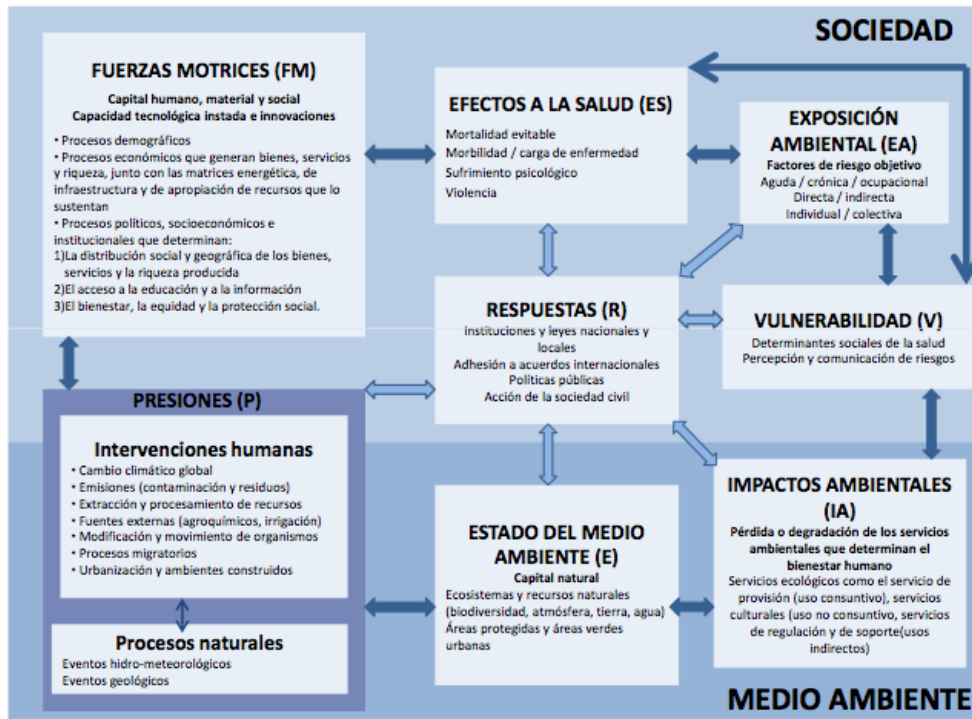 SOCIEDAD
FUERZAS MOTRICES (FM)
Capital humano, material y social
Capacidad tecnológica instada e innovaciones
• Procesos demográficos
• Procesos económicos que generan bienes, servicios
y riqueza, junto con las matrices energética, de
infraestructura y de apropiación de recursos que lo
sustentan
• Procesos políticos, socioeconómicos e
institucionales que determinan:
1)La distribución social y geográfica de los bienes,
servicios y la riqueza producida
2)El acceso a la educación y a la información
3)El bienestar, la equidad y la protección social.
EFECTOS A LA SALUD (ES)
Mortalidad evitable
Morbilidad / carga de enfermedad
Sufrimiento psicológico
Violencia
EXPOSICIÓN
AMBIENTAL (EA)
Factores de riesgo objetivo
Aguda / crónica / ocupacional
Directa / indirecta
Individual / colectiva
RESPUESTAS (R)
Instituciones y leyes nacionales y
locales
Adhesión a acuerdos internacionales
Políticas públicas
Acción de la sociedad civil
VULNERABILIDAD (V)
Determinantes sociales de la salud
Percepción y comunicación de riesgos
PRESIONES (P)
Intervenciones humanas
• Cambio climático global
• Emisiones (contaminación y residuos)
• Extracción y procesamiento de recursos
• Fuentes externas (agroquímicos, irrigación)
• Modificación y movimiento de organismos
• Procesos migratorios
• Urbanización y ambientes construidos
Procesos naturales
Eventos hidro-meteorológicos
Eventos geológicos
ESTADO DEL MEDIO
AMBIENTE (E)
Capital natural
Ecosistemas y recursos naturales
(biodiversidad, atmósfera, tierra, agua)
Áreas protegidas y áreas verdes
urbanas
IMPACTOS AMBIENTALES
(IA)
Pérdida o degradación de los servicios
ambientales que determinan el
bienestar humano
Servicios ecológicos como el servicio de
provisión (uso consuntivo), servicios
culturales (uso no consuntivo, servicios
de regulación y de soporte(usos
indirectos)
MEDIO AMBIENTE